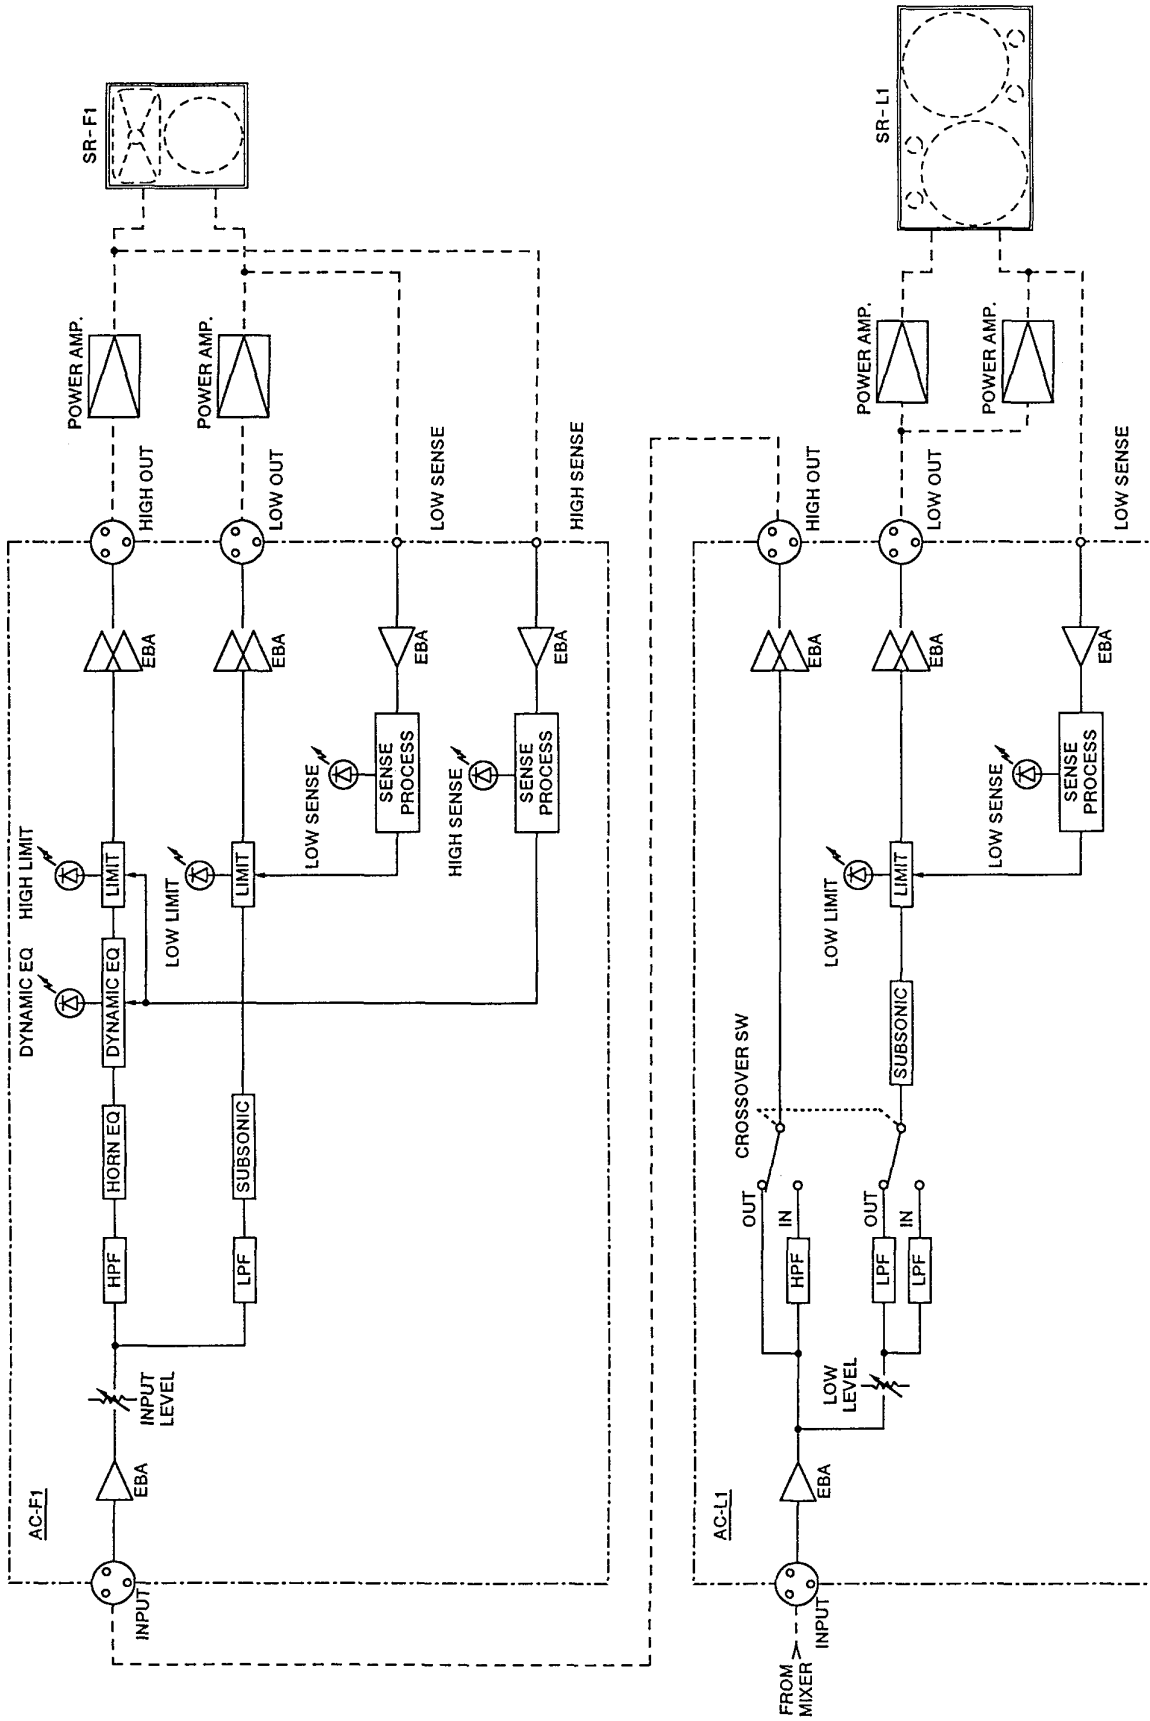 SR-F1
POWER AMP.
POWER AMP.
HIGH OUT
LOW OUT
LOW SENSE
HIGH SENSE
EBA
EBA
EBA
EBA
SENSE
PROCESS
SENSE
PROCESS
LOW SENSE
HIGH SENSE
HIGH LIMIT
LIMIT
LOW LIMIT
LIMIT
DYNAMIC EQ
DYNAMIC EQ
HORN EQ
SUBSONIC
HPF
LPF
INPUT
LEVEL
EBA
AC-F1
INPUT
SR-L1
POWER AMP.
POWER AMP.
HIGH OUT
LOW OUT
LOW SENSE
EBA
EBA
EBA
SENSE
PROCESS
LOW SENSE
LOW LIMIT
LIMIT
SUBSONIC
CROSSOVER SW
OUT
IN
OUT
IN
HPF
LPF
LPF
LOW
LEVEL
EBA
AC-L1
INPUT
FROM
MIXER